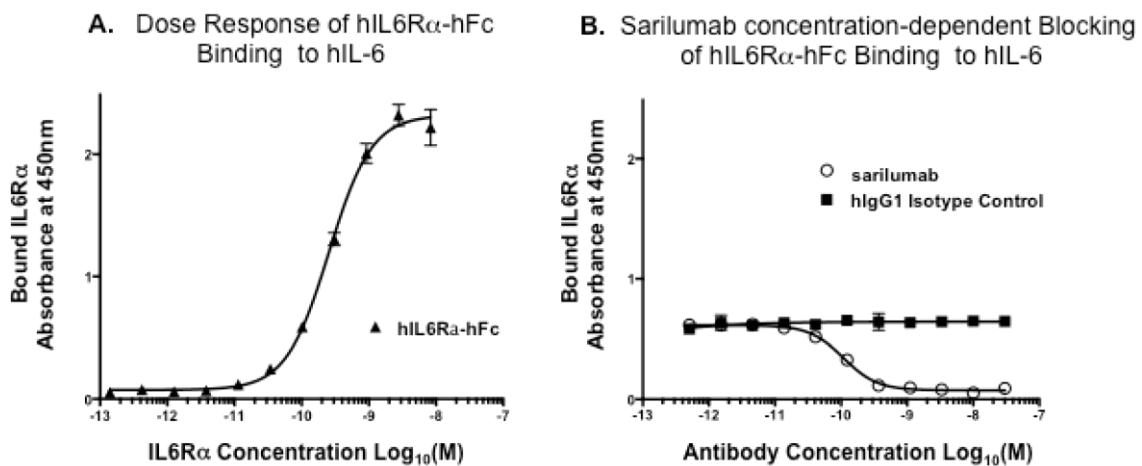 A. Dose Response of hIL6Rα-hFc
Binding to hIL-6
Bound IL6Rα
Absorbance at 450nm
2
1
0
hIL6Rα-hFc
-13
-12
-11
-10
-9
-8
-7
IL6Rα Concentration Log₁₀(M)
B. Sarilumab concentration-dependent Blocking
of hIL6Rα-hFc Binding to hIL-6
Bound IL6Rα
Absorbance at 450nm
2
1
0
sarilumab
hIgG1 Isotype Control
-13
-12
-11
-10
-9
-8
-7
Antibody Concentration Log₁₀(M)